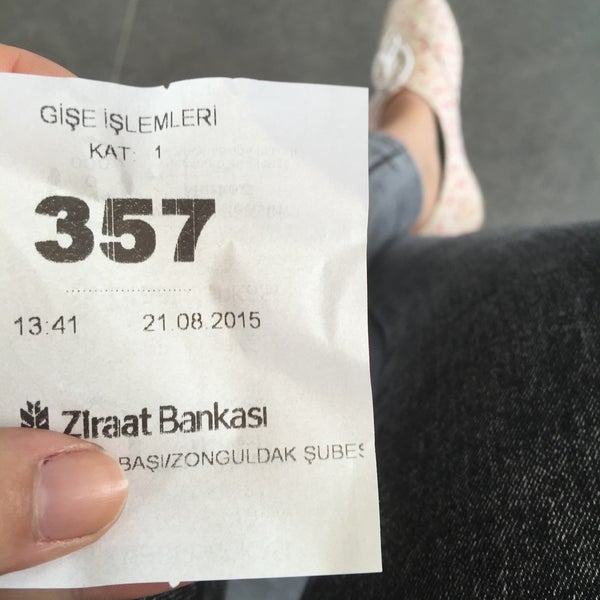 GİŞE İŞLEMLERİ
KAT: 1
357
13:41 21.08.2015
Ziraat Bankası
BAŞI/ZONGULDAK ŞUBES